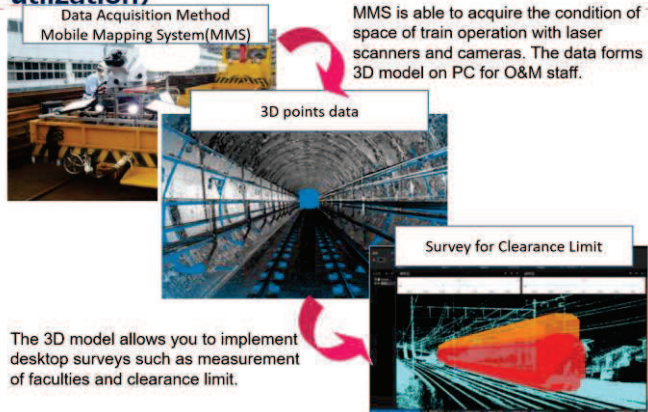 utilization)
Data Acquisition Method
Mobile Mapping System(MMS)
MMS is able to acquire the condition of
space of train operation with laser
scanners and cameras. The data forms
3D model on PC for O&M staff.
3D points data
Survey for Clearance Limit
The 3D model allows you to implement
desktop surveys such as measurement
of faculties and clearance limit.